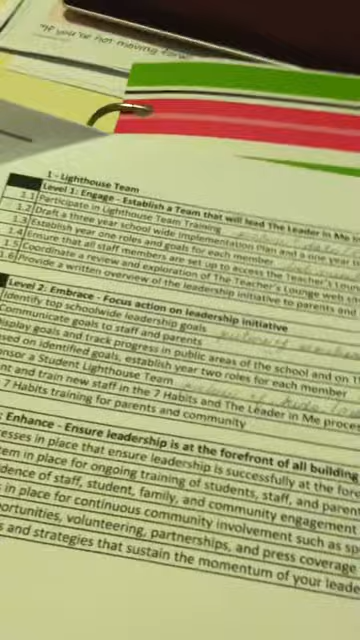 "If you're not moving forw
1 - Lighthouse Team
Level 1: Engage - Establish a Team that will lead The Leader in Me
1.1 Participate in Lighthouse Team Training
1.2 Draft a three year school wide implementation plan and a one year
1.3 Establish year one roles and goals for each member
1.4 Ensure that all staff members are set up to access the Teacher's Lou
1.5 Coordinate a review and exploration of The Teacher's Lounge web
1.6 Provide a written overview of the leadership initiative to parents and
Level 2: Embrace - Focus action on leadership initiative
Identify top schoolwide leadership goals
Communicate goals to staff and parents
isplay goals and track progress in public areas of the school and on
sed on identified goals, establish year two roles for each member
onsor a Student Lighthouse Team
nt and train new staff in the 7 Habits and The Leader in Me proces
7 Habits training for parents and community
: Enhance - Ensure leadership is at the forefront of all building
esses in place that ensure leadership is successfully at the fo
tem in place for ongoing training of students, staff, and paren
idence of staff, student, family, and community engagement
s in place for continuous community involvement such as sp
portunities, volunteering, partnerships, and press coverage
s and strategies that sustain the momentum of your leade